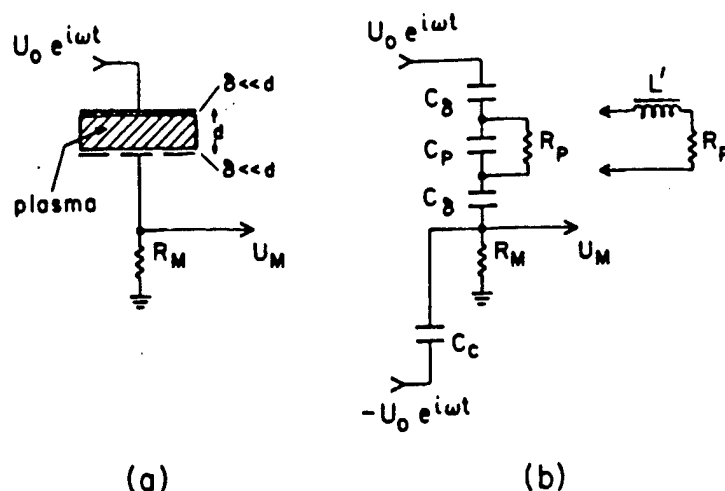 U₀ e^iωt
δ<<d
d
δ<<d
plasma
R_M
U_M
(a)
U₀ e^iωt
C_δ
C_P
R_P
C_δ
R_M
U_M
C_C
-U₀ e^iωt
L'
R_P
(b)